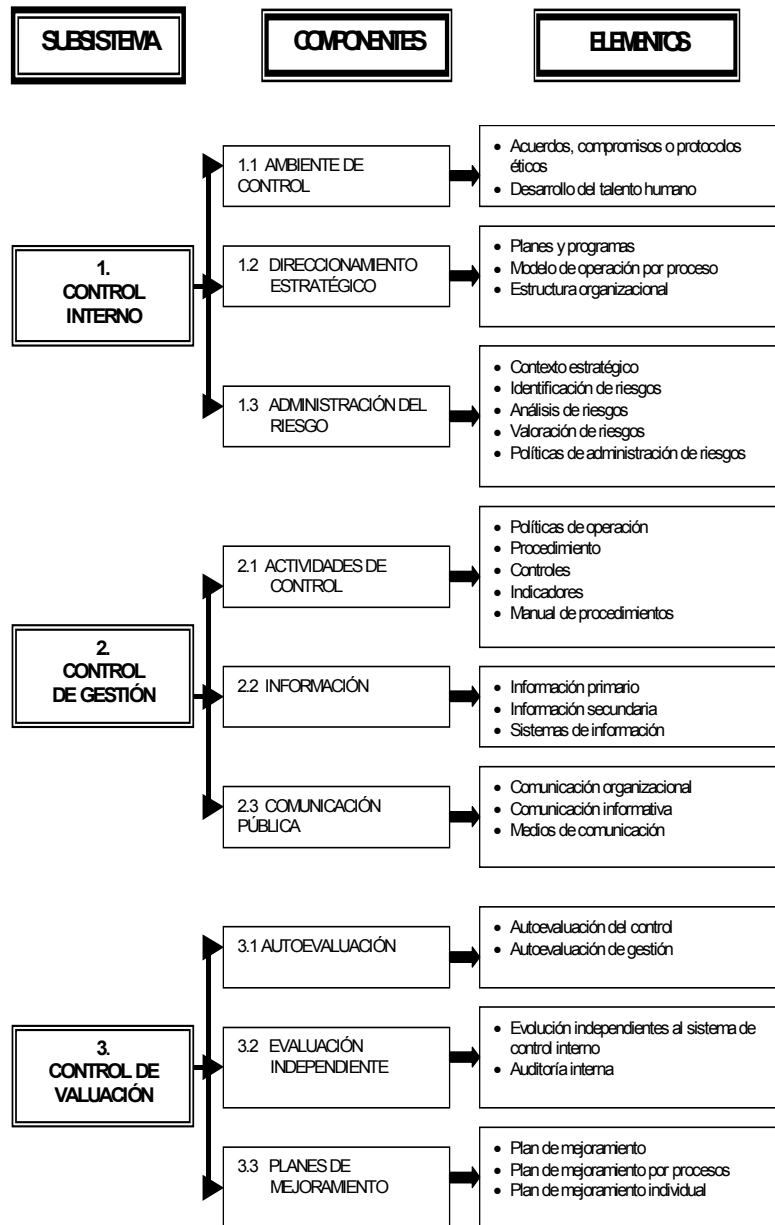 SUBSISTEMA
COMPONENTES
ELEMENTOS
1.
CONTROL
INTERNO
1.1 AMBIENTE DE
CONTROL
• Acuerdos, compromisos o protocolos
éticos
• Desarrollo del talento humano
1.2 DIRECCIONAMIENTO
ESTRATÉGICO
• Planes y programas
• Modelo de operación por proceso
• Estructura organizacional
1.3 ADMINISTRACIÓN DEL
RIESGO
• Contexto estratégico
• Identificación de riesgos
• Análisis de riesgos
• Valoración de riesgos
• Políticas de administración de riesgos
2.
CONTROL
DE GESTIÓN
2.1 ACTIVIDADES DE
CONTROL
• Políticas de operación
• Procedimiento
• Controles
• Indicadores
• Manual de procedimientos
2.2 INFORMACIÓN
• Información primario
• Información secundaria
• Sistemas de información
2.3 COMUNICACIÓN
PÚBLICA
• Comunicación organizacional
• Comunicación informativa
• Medios de comunicación
3.
CONTROL DE
VALUACIÓN
3.1 AUTOEVALUACIÓN
• Autoevaluación del control
• Autoevaluación de gestión
3.2 EVALUACIÓN
INDEPENDIENTE
• Evolución independientes al sistema de
control interno
• Auditoría interna
3.3 PLANES DE
MEJORAMIENTO
• Plan de mejoramiento
• Plan de mejoramiento por procesos
• Plan de mejoramiento individual